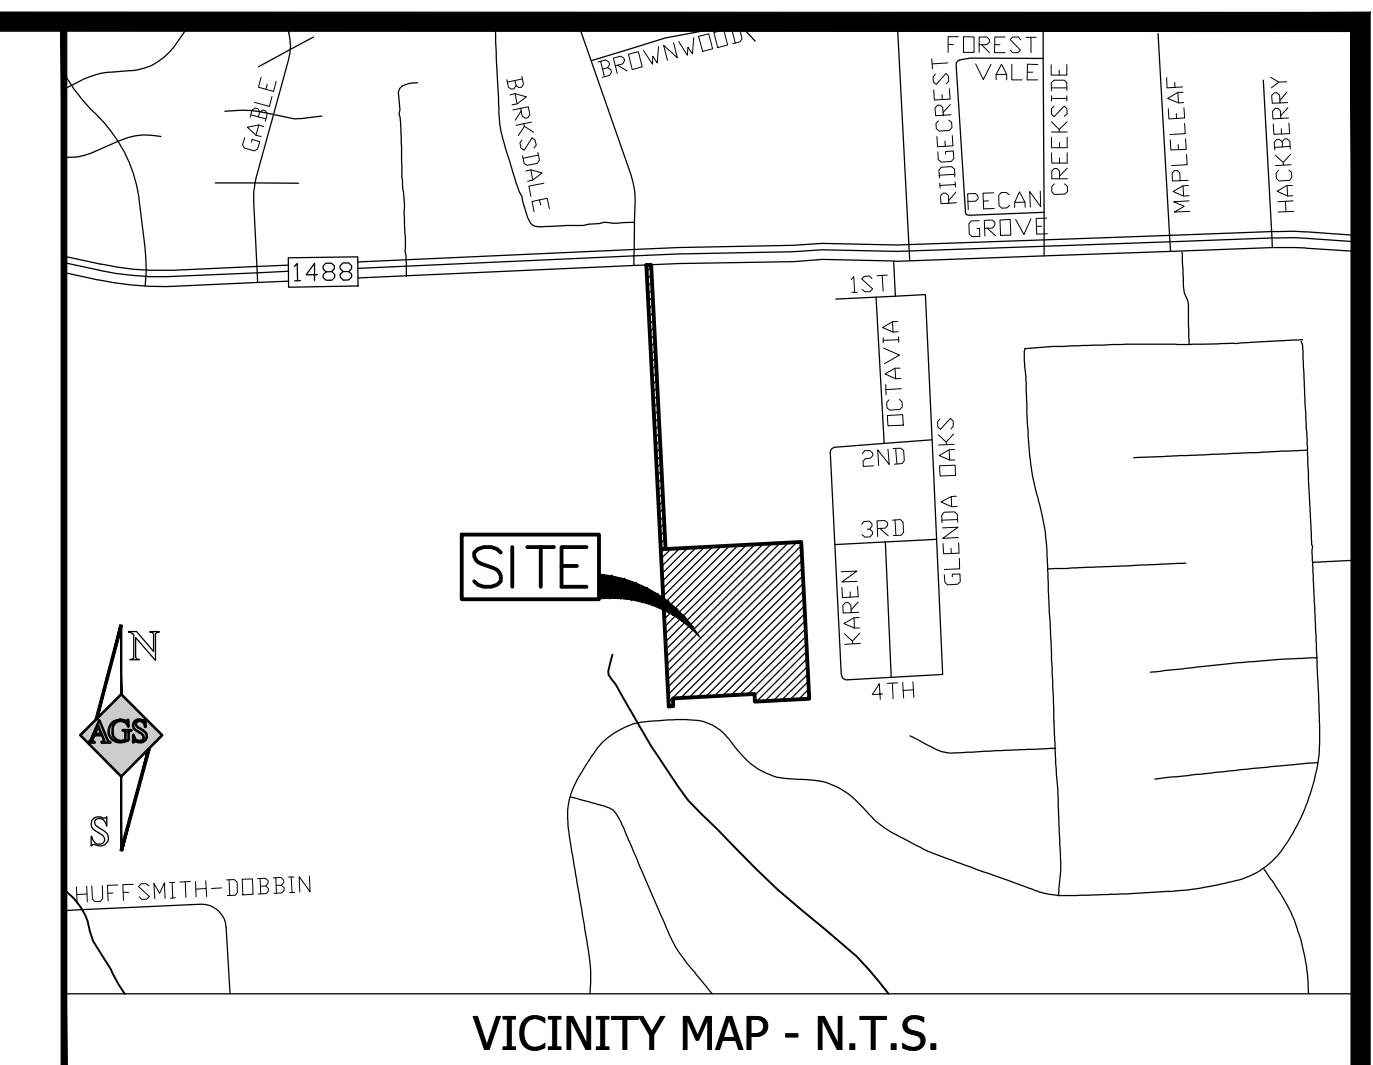 FOREST
VALE
BROWNWOOD
GABLE
BARKSDALE
RIDGECREST
CREEKSIDE
MAPLELEAF
HACKBERRY
PECAN
GROVE
1488
1ST
OCTAVIA
2ND
GLENDA OAKS
3RD
SITE
KAREN
4TH
N
AGS
S
HUFFSMITH-DOBBIN
VICINITY MAP - N.T.S.